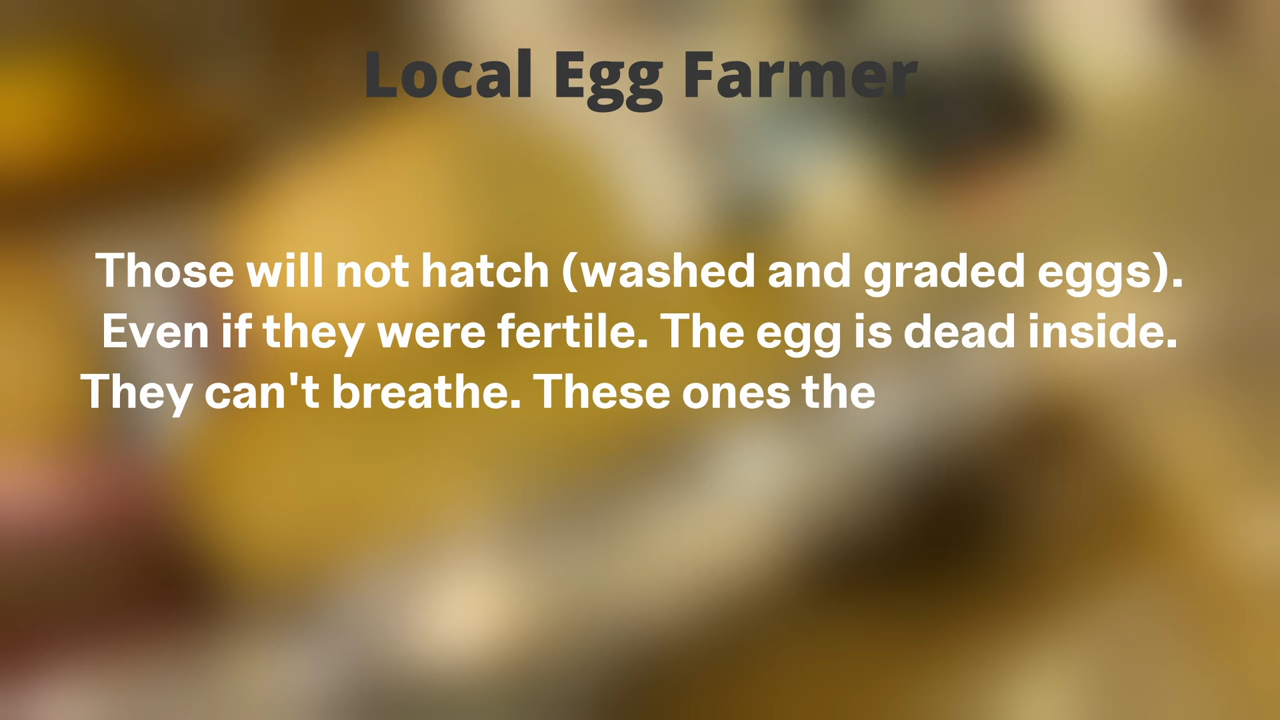 Local Egg Farmer
Those will not hatch (washed and graded eggs).
Even if they were fertile. The egg is dead inside.
They can't breathe. These ones the